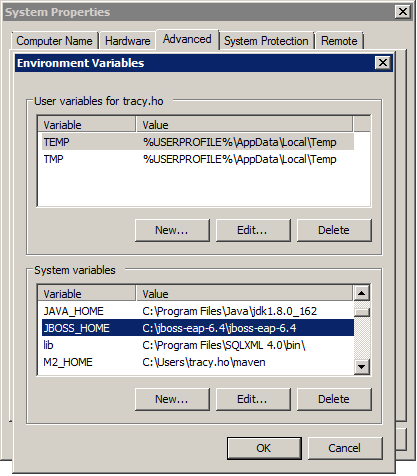 System Properties
Computer Name Hardware Advanced System Protection Remote
Environment Variables
User variables for tracy.ho
Variable Value
TEMP %USERPROFILE%\AppData\Local\Temp
TMP %USERPROFILE%\AppData\Local\Temp
New... Edit... Delete
System variables
Variable Value
JAVA_HOME C:\Program Files\Java\jdk1.8.0_162
JBOSS_HOME C:\jboss-eap-6.4\jboss-eap-6.4
lib C:\Program Files\SQLXML 4.0\bin\
M2_HOME C:\Users\tracy.ho\maven
New... Edit... Delete
OK Cancel